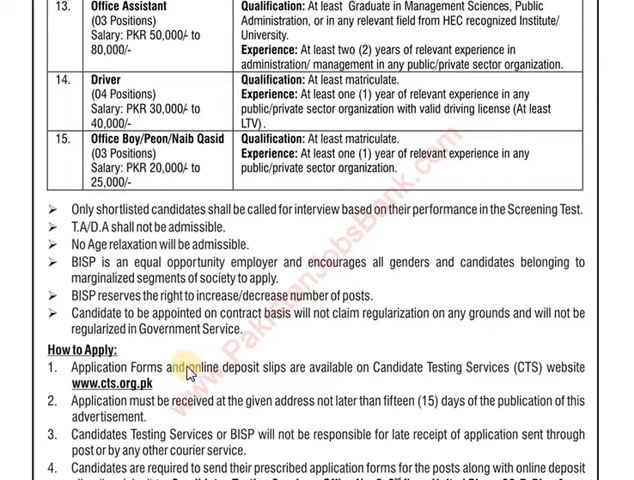 13. Office Assistant Qualification: At least Graduate in Management Sciences, Public
(03 Positions) Administration, or in any relevant field from HEC recognized Institute/
Salary: PKR 50,000/- to University.
80,000/- Experience: At least two (2) years of relevant experience in
administration/ management in any public/private sector organization.
14. Driver Qualification: At least matriculate.
(04 Positions) Experience: At least one (1) year of relevant experience in any
Salary: PKR 30,000/- to public/private sector organization with valid driving license (At least
40,000/- LTV) .
15. Office Boy/Peon/Naib Qasid Qualification: At least matriculate.
(03 Positions) Experience: At least one (1) year of relevant experience in any
Salary: PKR 20,000/- to public/private sector organization.
25,000/-
➢ Only shortlisted candidates shall be called for interview based on their performance in the Screening Test.
➢ T.A/D.A shall not be admissible.
➢ No Age relaxation will be admissible.
➢ BISP is an equal opportunity employer and encourages all genders and candidates belonging to
marginalized segments of society to apply.
➢ BISP reserves the right to increase/decrease number of posts.
➢ Candidate to be appointed on contract basis will not claim regularization on any grounds and will not be
regularized in Government Service.
How to Apply:
1. Application Forms and online deposit slips are available on Candidate Testing Services (CTS) website
www.cts.org.pk
2. Application must be received at the given address not later than fifteen (15) days of the publication of this
advertisement.
3. Candidates Testing Services or BISP will not be responsible for late receipt of application sent through
post or by any other courier service.
4. Candidates are required to send their prescribed application forms for the posts along with online deposit
www.PakistanJobsBank.com